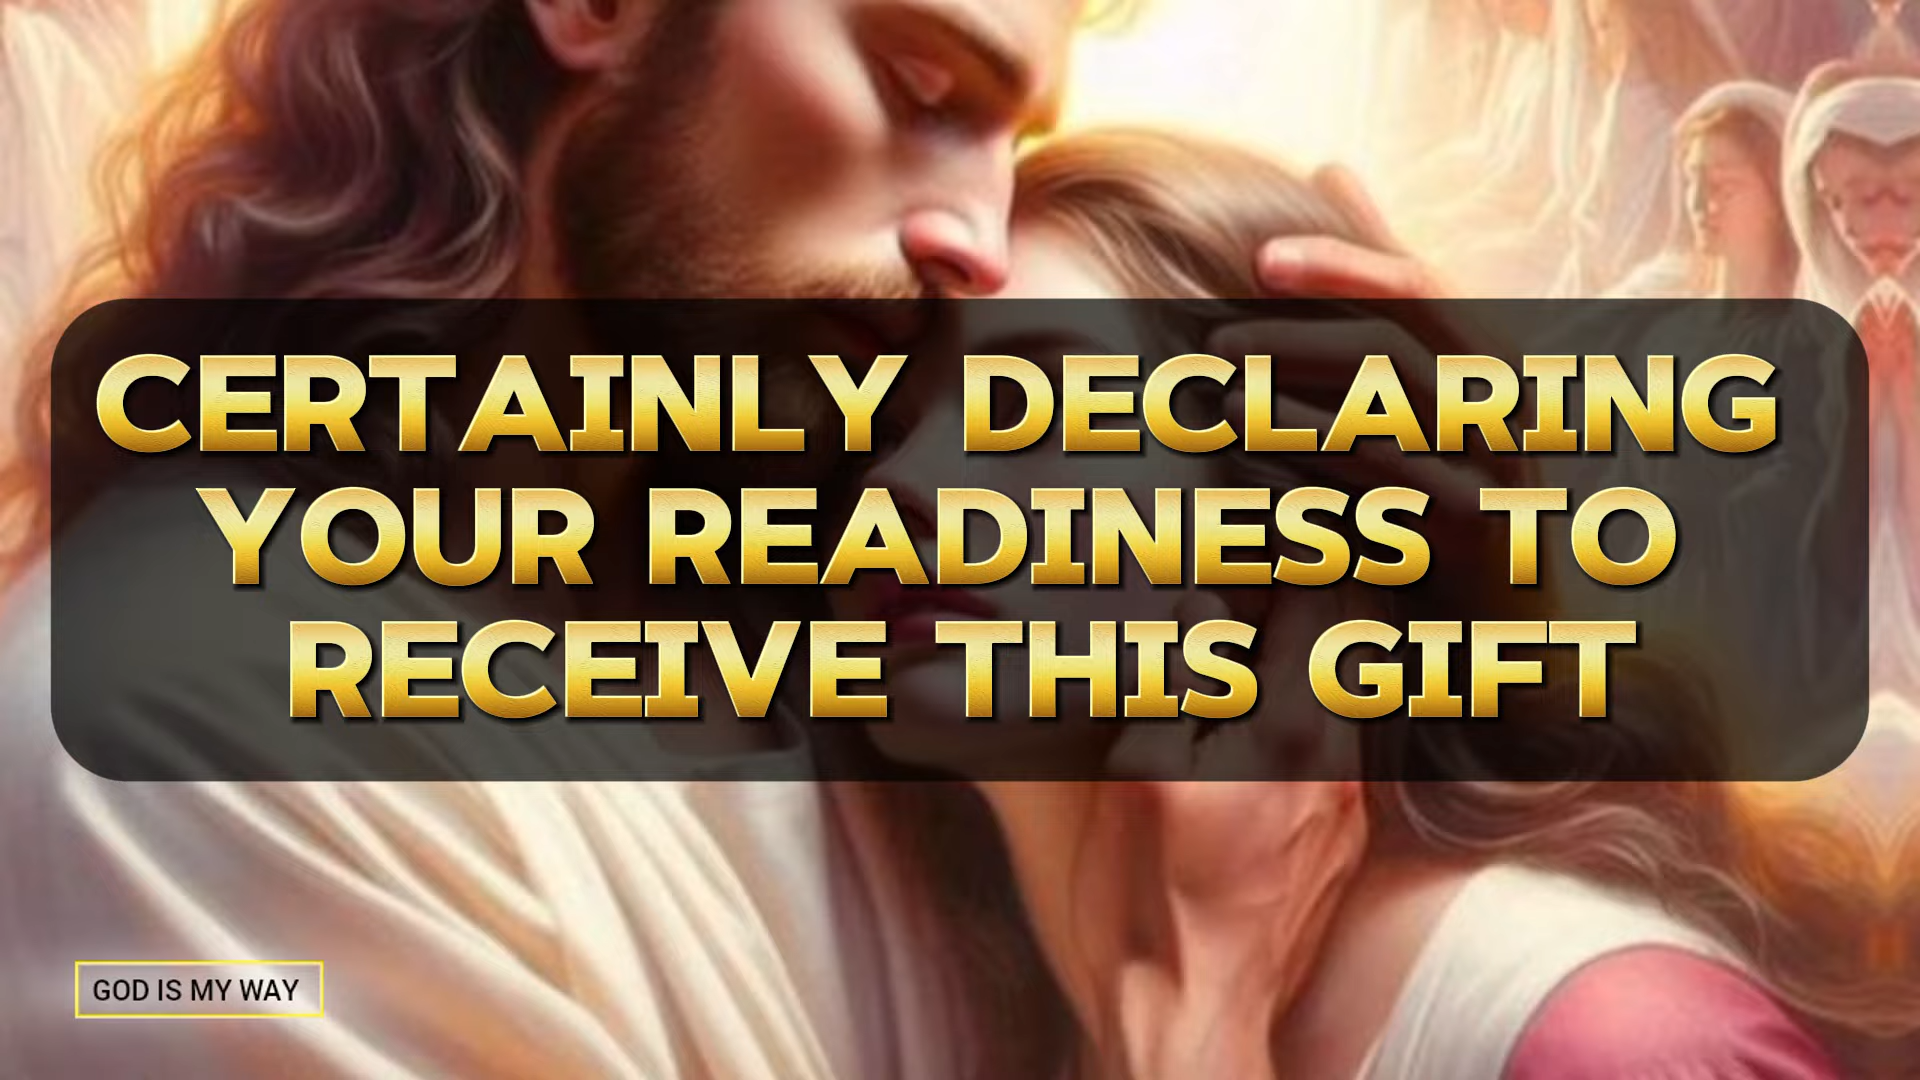 CERTAINLY DECLARING
YOUR READINESS TO
RECEIVE THIS GIFT
GOD IS MY WAY